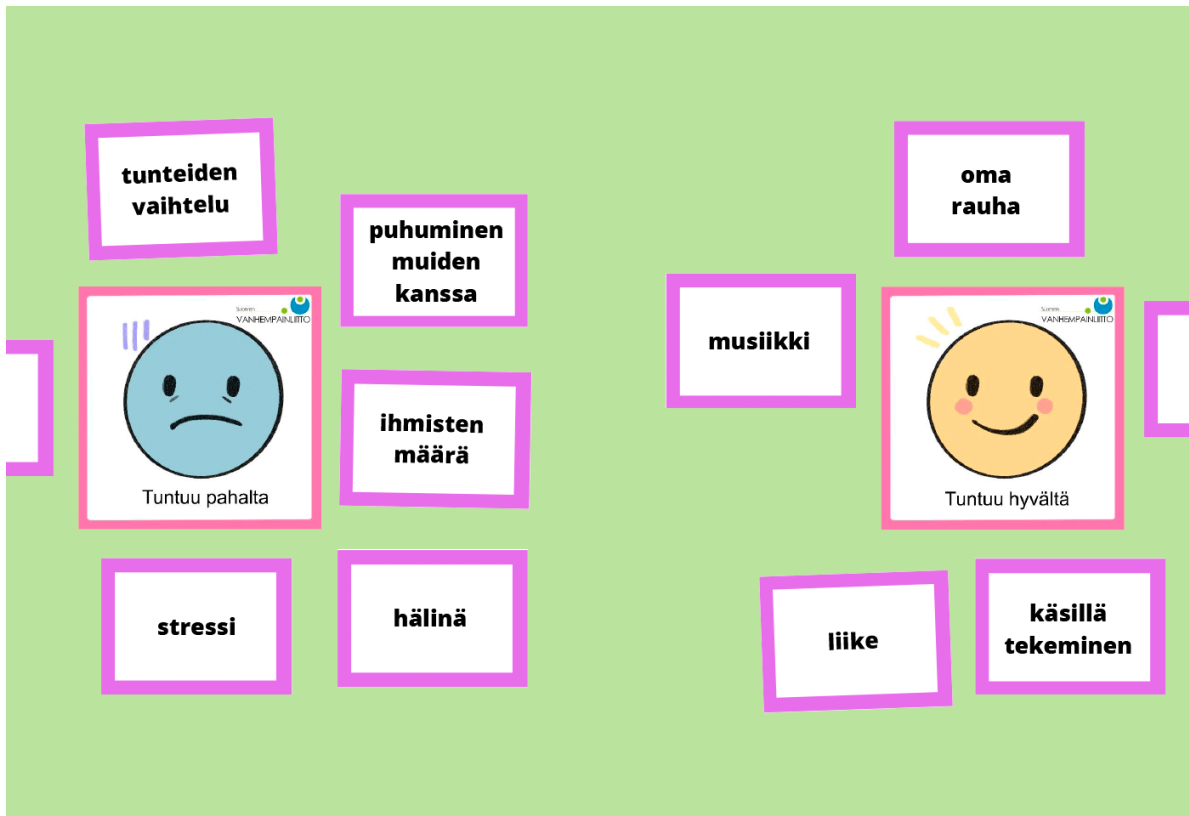 tunteiden
vaihtelu
puhuminen
muiden
kanssa
Suomen
VANHEMPAINLIITTO
Tuntuu pahalta
ihmisten
määrä
stressi
hälinä
oma
rauha
musiikki
Suomen
VANHEMPAINLIITTO
Tuntuu hyvältä
liike
käsillä
tekeminen